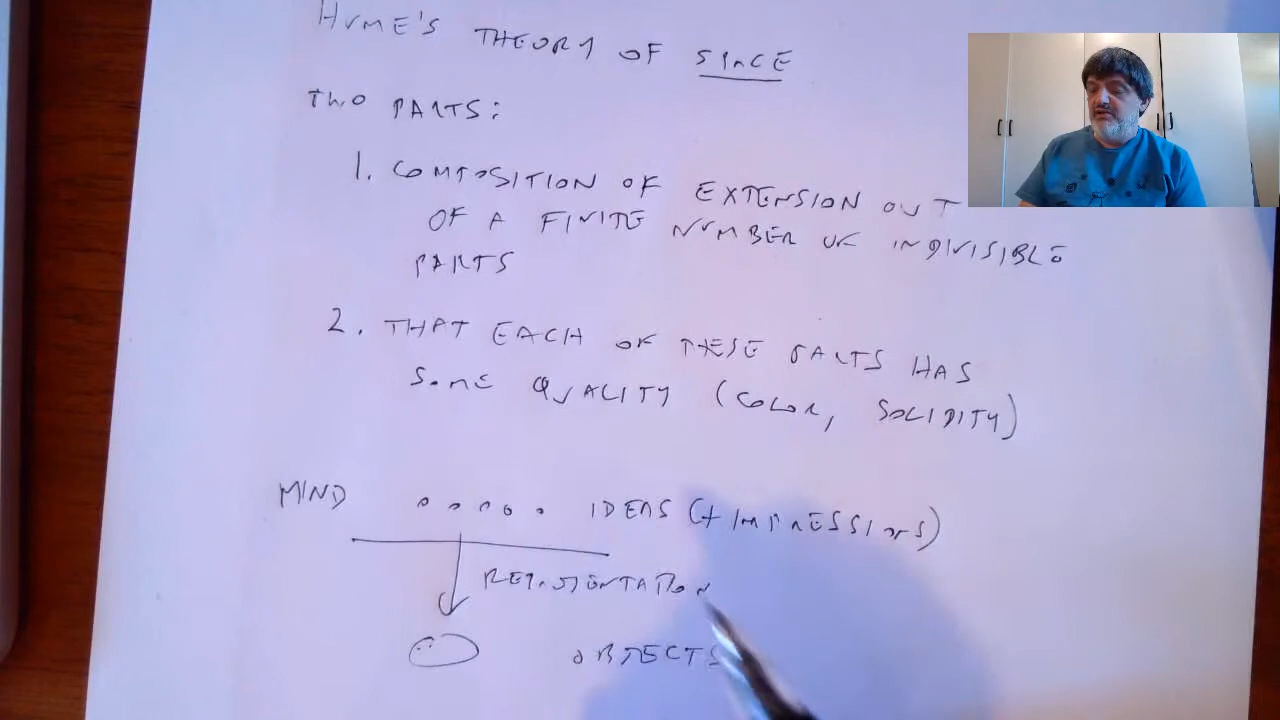 HUME'S THEORY OF SPACE
TWO PARTS:
1. COMPOSITION OF EXTENSION OUT
OF A FINITE NUMBER OF INDIVISIBLE
PARTS
2. THAT EACH OF THESE PARTS HAS
SOME QUALITY (COLOR, SOLIDITY)
MIND IDEAS (+ IMPRESSIONS)
REPRESENTATION
OBJECTS